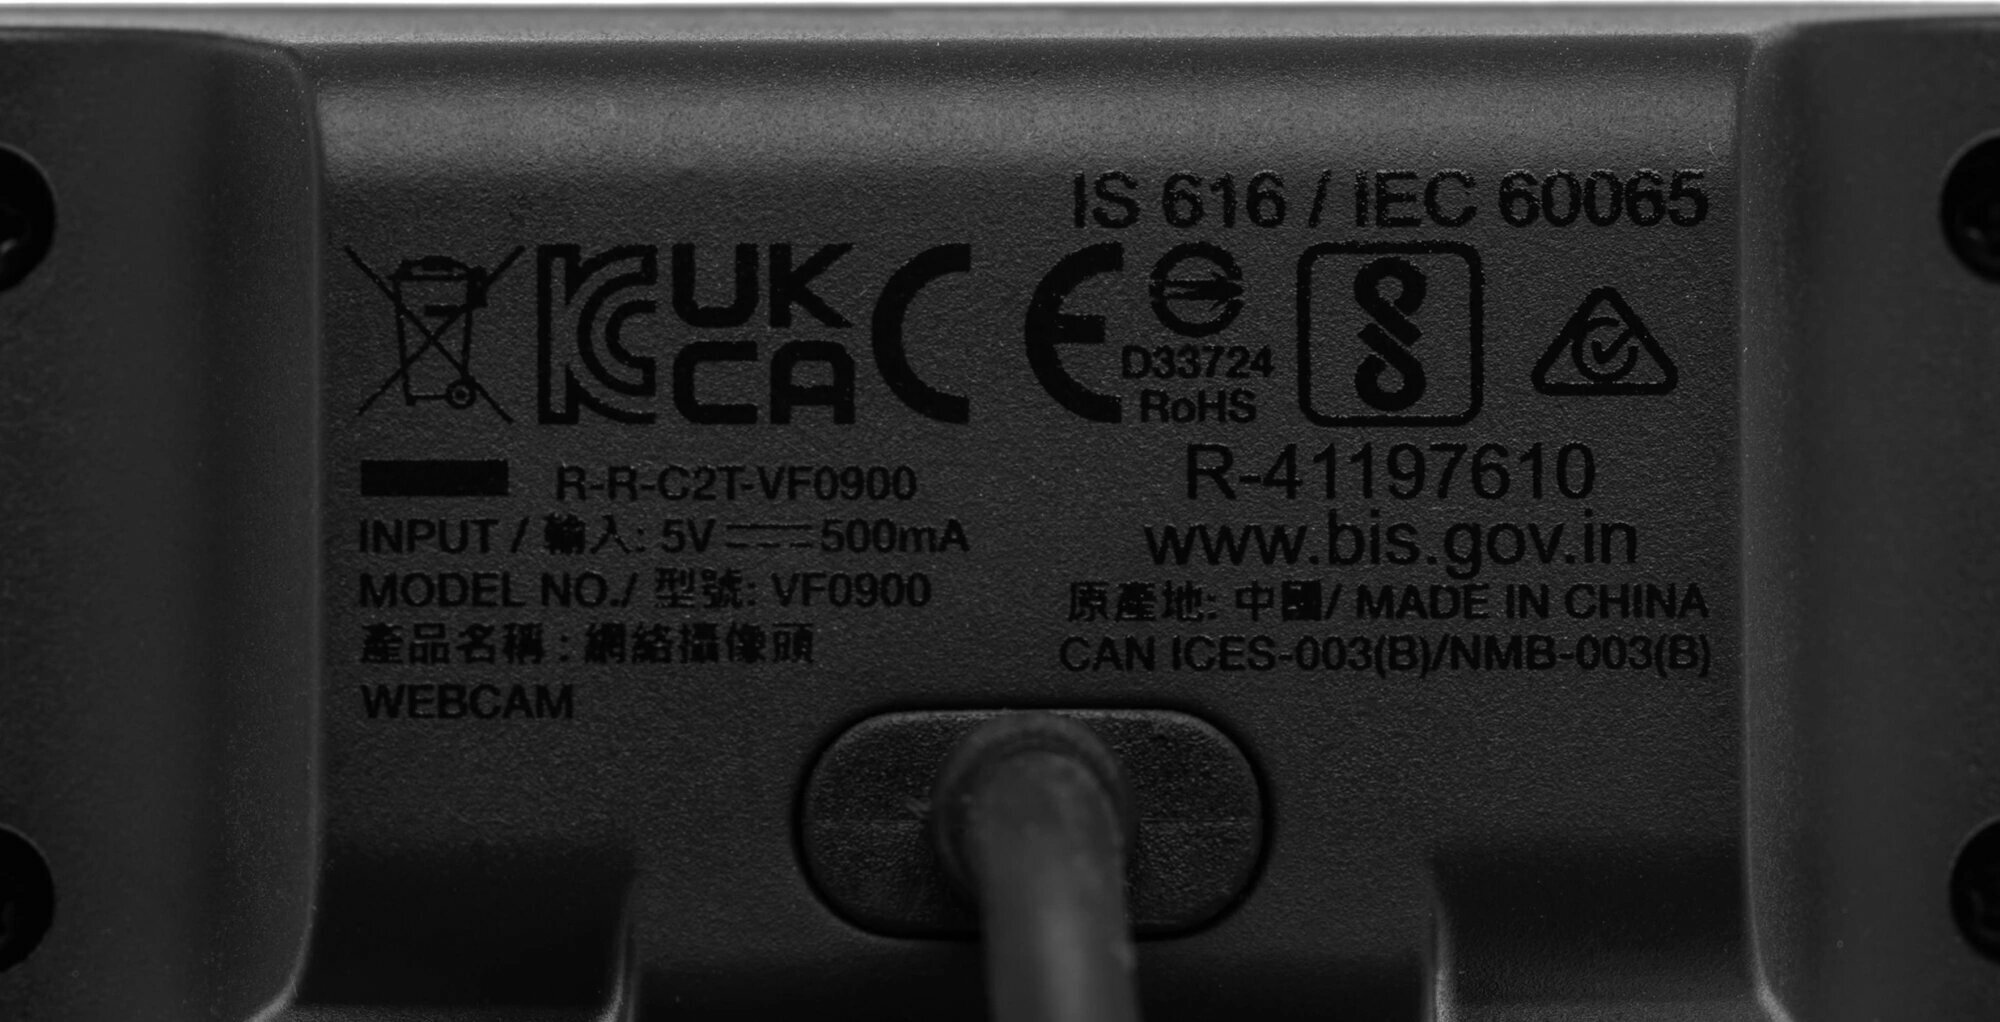 IS 616 / IEC 60065
UK
CA
CE
D33724
RoHS
R-R-C2T-VF0900
INPUT / 輸入: 5V 500mA
MODEL NO./ 型號: VF0900
產品名稱 : 網絡攝像頭
WEBCAM
R-41197610
www.bis.gov.in
原產地: 中國/ MADE IN CHINA
CAN ICES-003(B)/NMB-003(B)